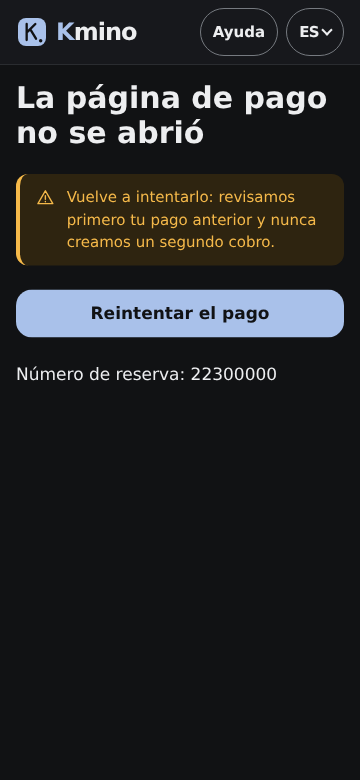 K. Kmino
Ayuda
ES
La página de pago
no se abrió
Vuelve a intentarlo: revisamos
primero tu pago anterior y nunca
creamos un segundo cobro.
Reintentar el pago
Número de reserva: 22300000